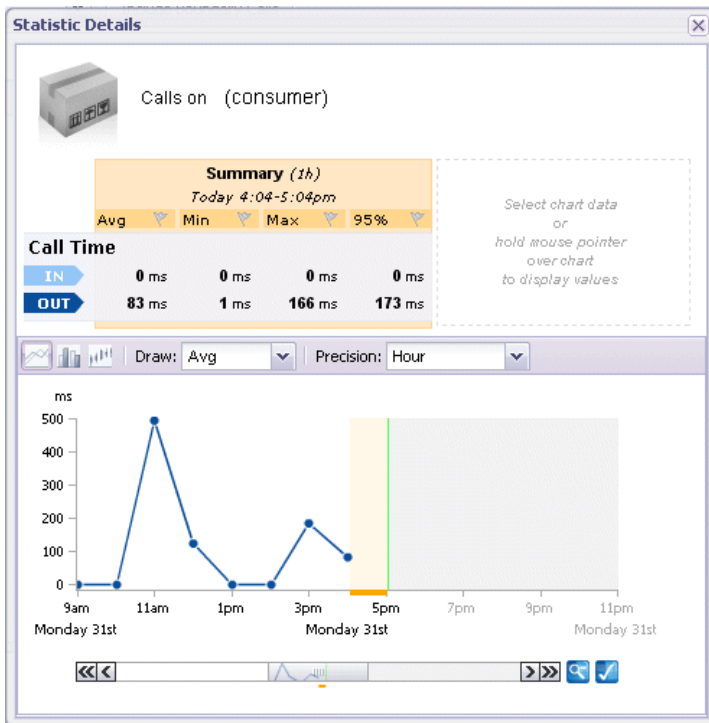 Statistic Details
Calls on (consumer)
Summary (1h)
Today 4:04-5:04pm
Avg Min Max 95%
Call Time
IN 0 ms 0 ms 0 ms 0 ms
OUT 83 ms 1 ms 166 ms 173 ms
Select chart data
or
hold mouse pointer
over chart
to display values
Draw: Avg Precision: Hour
ms
500
400
300
200
100
0
9am 11am 1pm 3pm 5pm 7pm 9pm 11pm
Monday 31st Monday 31st Monday 31st